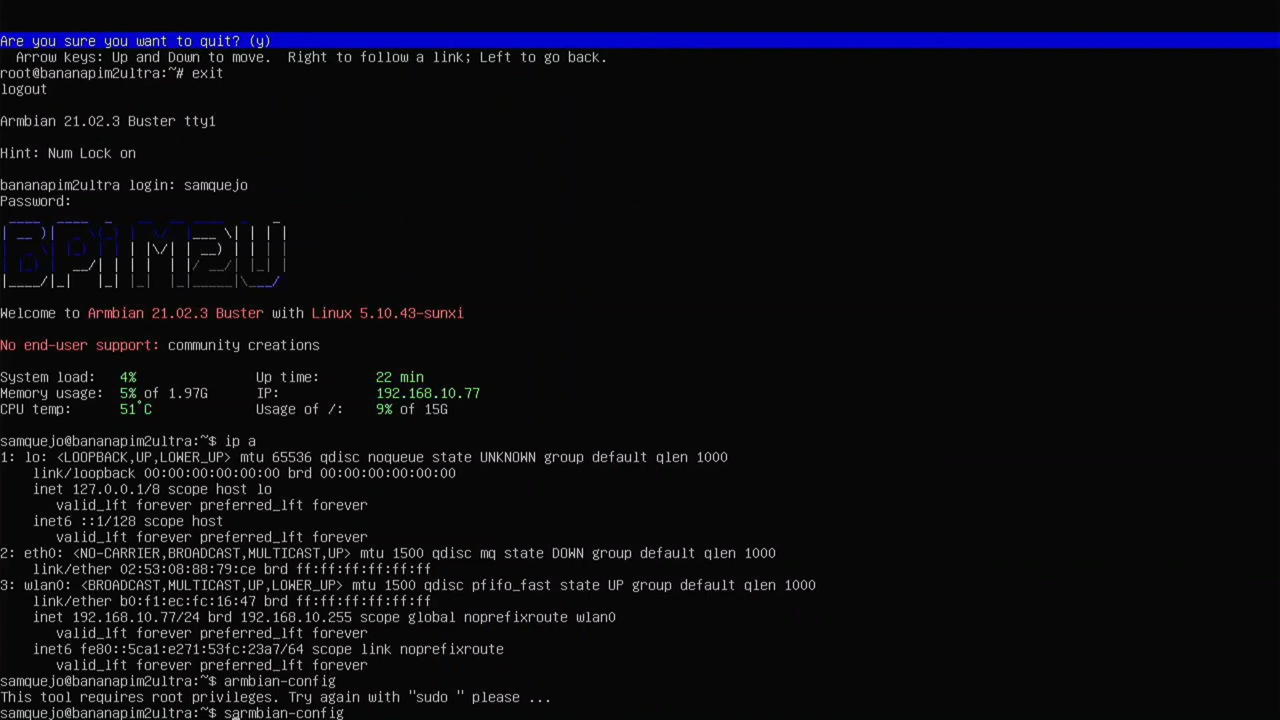 Are you sure you want to quit? (y)
Arrow keys: Up and Down to move.  Right to follow a link; Left to go back.
root@bananapim2ultra:~# exit
logout
Armbian 21.02.3 Buster tty1
Hint: Num Lock on
bananapim2ultra login: samquejo
Password:
BPi M2U
Welcome to Armbian 21.02.3 Buster with Linux 5.10.43-sunxi
No end-user support: community creations
System load:   4%             Up time:       22 min
Memory usage:  5% of 1.97G    IP:            192.168.10.77
CPU temp:      51°C           Usage of /:    9% of 15G
samquejo@bananapim2ultra:~$ ip a
1: lo: <LOOPBACK,UP,LOWER_UP> mtu 65536 qdisc noqueue state UNKNOWN group default qlen 1000
    link/loopback 00:00:00:00:00:00 brd 00:00:00:00:00:00
    inet 127.0.0.1/8 scope host lo
       valid_lft forever preferred_lft forever
    inet6 ::1/128 scope host
       valid_lft forever preferred_lft forever
2: eth0: <NO-CARRIER,BROADCAST,MULTICAST,UP> mtu 1500 qdisc mq state DOWN group default qlen 1000
    link/ether 02:53:08:88:79:ce brd ff:ff:ff:ff:ff:ff
3: wlan0: <BROADCAST,MULTICAST,UP,LOWER_UP> mtu 1500 qdisc pfifo_fast state UP group default qlen 1000
    link/ether b0:f1:ec:fc:16:47 brd ff:ff:ff:ff:ff:ff
    inet 192.168.10.77/24 brd 192.168.10.255 scope global noprefixroute wlan0
       valid_lft forever preferred_lft forever
    inet6 fe80::5ca1:e271:53fc:23a7/64 scope link noprefixroute
       valid_lft forever preferred_lft forever
samquejo@bananapim2ultra:~$ armbian-config
This tool requires root privileges. Try again with "sudo " please ...
samquejo@bananapim2ultra:~$ sarmbian-config